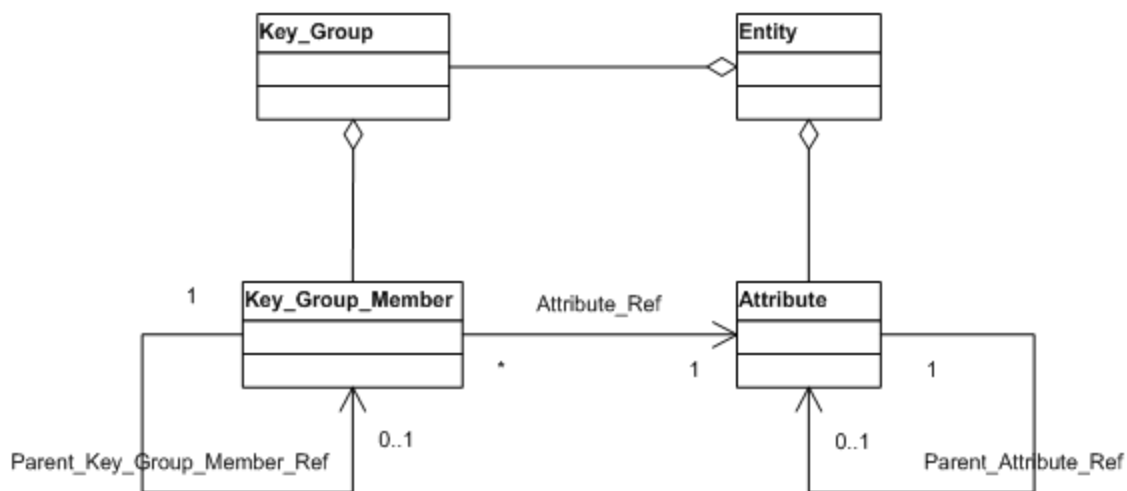 Key_Group
Entity
1
Key_Group_Member
Attribute_Ref
Attribute
*
1
1
0..1
0..1
Parent_Key_Group_Member_Ref
Parent_Attribute_Ref